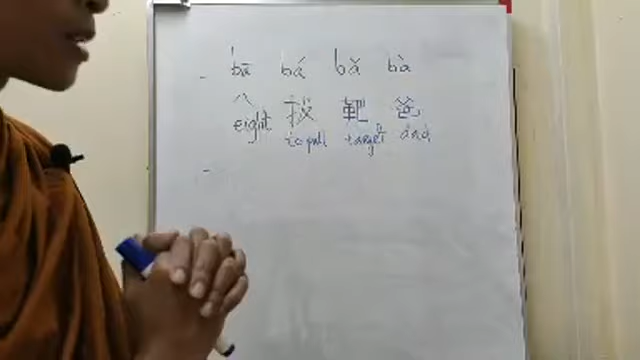 - bā bá bǎ bà
八 拔 靶 爸
eight to pull target dad
-